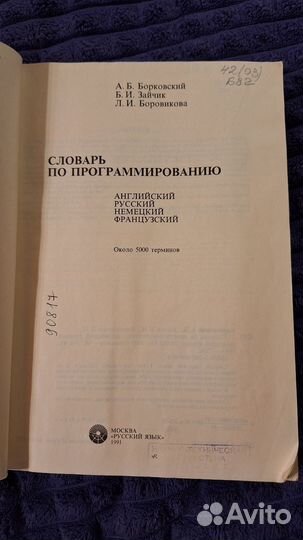 А. Б. Борковский
Б. И. Зайчик
Л. И. Боровикова
42(03)
Б82
СЛОВАРЬ
ПО ПРОГРАММИРОВАНИЮ
АНГЛИЙСКИЙ
РУССКИЙ
НЕМЕЦКИЙ
ФРАНЦУЗСКИЙ
Около 5000 терминов
90817
МОСКВА
«РУССКИЙ ЯЗЫК»
1991
Avito